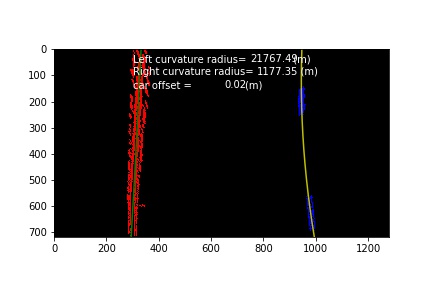 0
Left curvature radius= 21767.49(m)
100
Right curvature radius= 1177.35 (m)
car offset = 0.02(m)
200
300
400
500
600
700
0 200 400 600 800 1000 1200